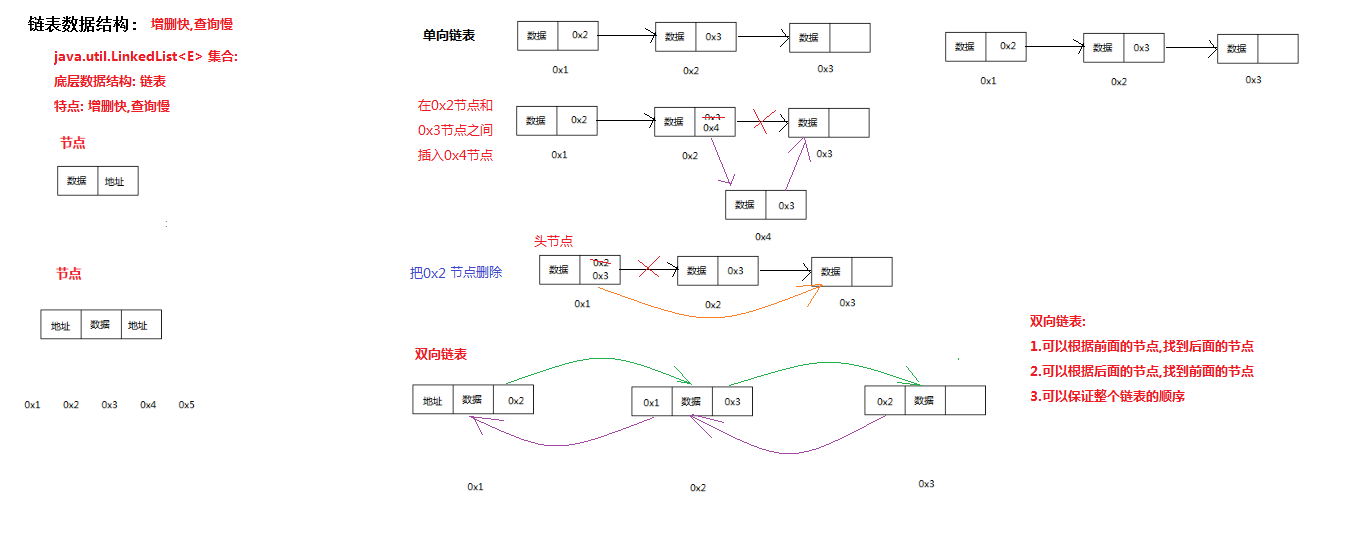 链表数据结构： 增删快,查询慢
java.util.LinkedList<E> 集合:
底层数据结构: 链表
特点: 增删快,查询慢
节点
数据 地址
节点
地址 数据 地址
0x1 0x2 0x3 0x4 0x5
单向链表
数据 0x2 数据 0x3 数据
0x1 0x2 0x3
数据 0x2 数据 0x3 数据
0x1 0x2 0x3
在0x2节点和
0x3节点之间
插入0x4节点
数据 0x2 数据 0x3 数据
0x4
0x1 0x2 0x3
数据 0x3
0x4
头节点
把0x2 节点删除
数据 0x2 数据 0x3 数据
0x3
0x1 0x2 0x3
双向链表
地址 数据 0x2 0x1 数据 0x3 0x2 数据
0x1 0x2 0x3
双向链表:
1.可以根据前面的节点,找到后面的节点
2.可以根据后面的节点,找到前面的节点
3.可以保证整个链表的顺序